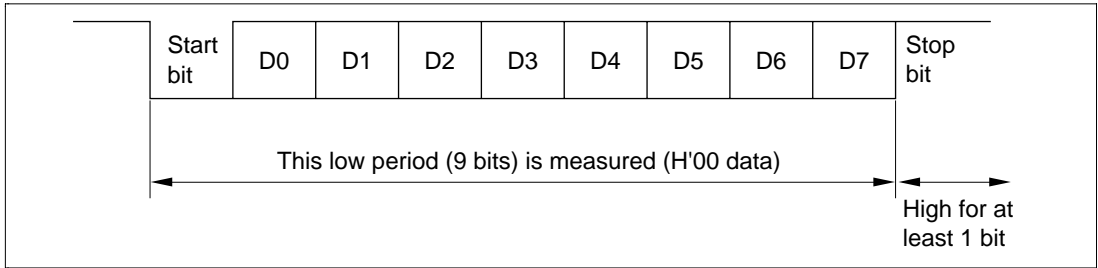 Start
bit
D0
D1
D2
D3
D4
D5
D6
D7
Stop
bit
This low period (9 bits) is measured (H'00 data)
High for at
least 1 bit